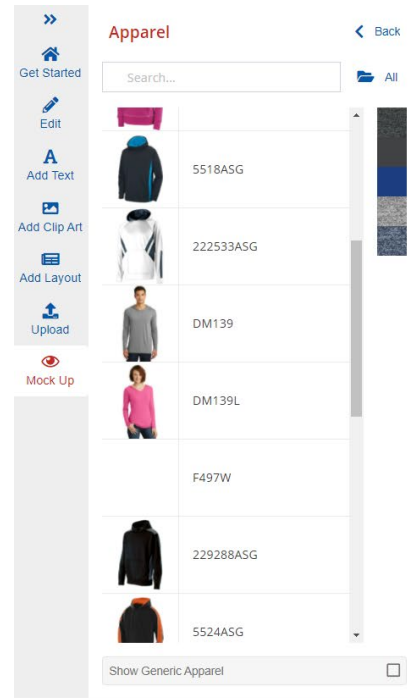 Get Started
Edit
Add Text
Add Clip Art
Add Layout
Upload
Mock Up
Apparel
Back
Search...
All
5518ASG
222533ASG
DM139
DM139L
F497W
229288ASG
5524ASG
Show Generic Apparel